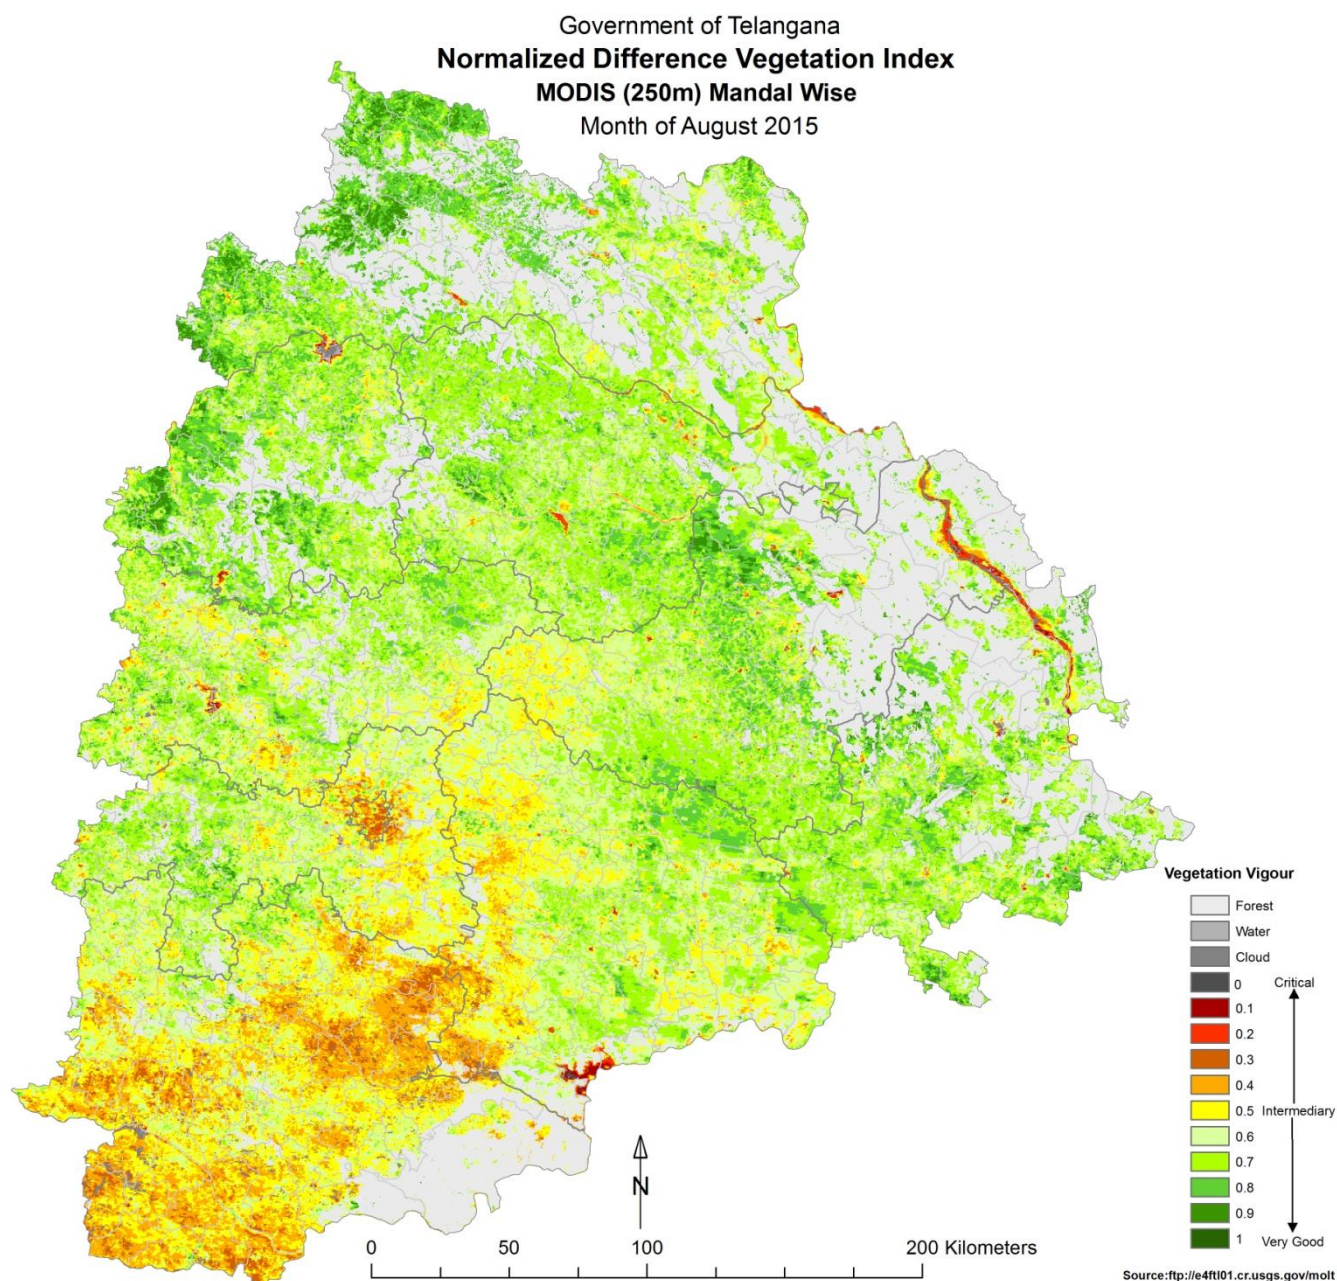 Government of Telangana
Normalized Difference Vegetation Index
MODIS (250m) Mandal Wise
Month of August 2015
Vegetation Vigour
Forest
Water
Cloud
0 Critical
0.1
0.2
0.3
0.4
0.5 Intermediary
0.6
0.7
0.8
0.9
1 Very Good
N
0 50 100 200 Kilometers
Source:ftp://e4ftl01.cr.usgs.gov/molt